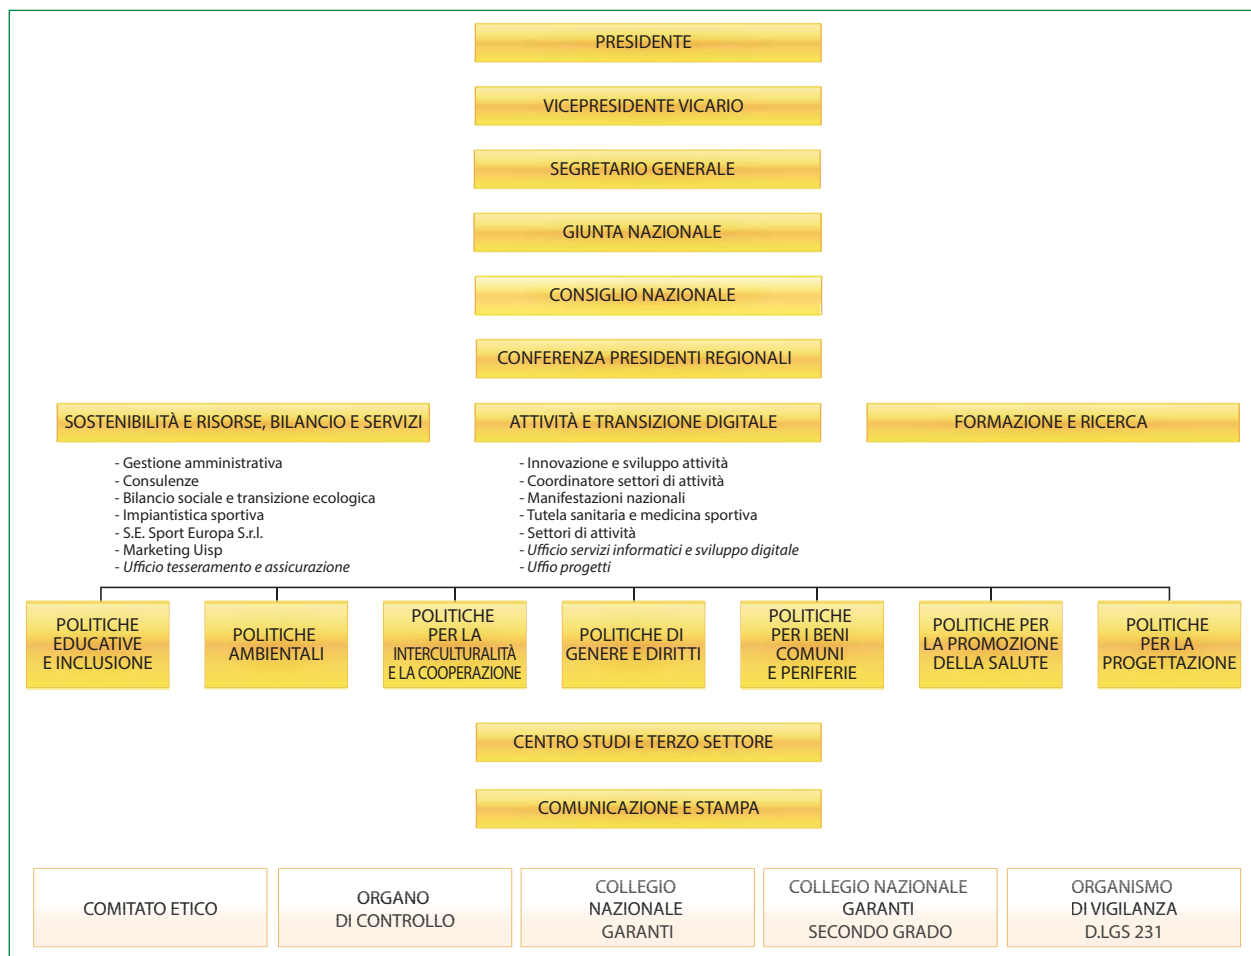 PRESIDENTE
VICEPRESIDENTE VICARIO
SEGRETARIO GENERALE
GIUNTA NAZIONALE
CONSIGLIO NAZIONALE
CONFERENZA PRESIDENTI REGIONALI
SOSTENIBILITÀ E RISORSE, BILANCIO E SERVIZI
- Gestione amministrativa
- Consulenze
- Bilancio sociale e transizione ecologica
- Impiantistica sportiva
- S.E. Sport Europa S.r.l.
- Marketing Uisp
- Ufficio tesseramento e assicurazione
ATTIVITÀ E TRANSIZIONE DIGITALE
- Innovazione e sviluppo attività
- Coordinatore settori di attività
- Manifestazioni nazionali
- Tutela sanitaria e medicina sportiva
- Settori di attività
- Ufficio servizi informatici e sviluppo digitale
- Uffio progetti
FORMAZIONE E RICERCA
POLITICHE
EDUCATIVE
E INCLUSIONE
POLITICHE
AMBIENTALI
POLITICHE
PER LA
INTERCULTURALITÀ
E LA COOPERAZIONE
POLITICHE DI
GENERE E DIRITTI
POLITICHE
PER I BENI
COMUNI
E PERIFERIE
POLITICHE PER
LA PROMOZIONE
DELLA SALUTE
POLITICHE
PER LA
PROGETTAZIONE
CENTRO STUDI E TERZO SETTORE
COMUNICAZIONE E STAMPA
COMITATO ETICO
ORGANO
DI CONTROLLO
COLLEGIO
NAZIONALE
GARANTI
COLLEGIO NAZIONALE
GARANTI
SECONDO GRADO
ORGANISMO
DI VIGILANZA
D.LGS 231